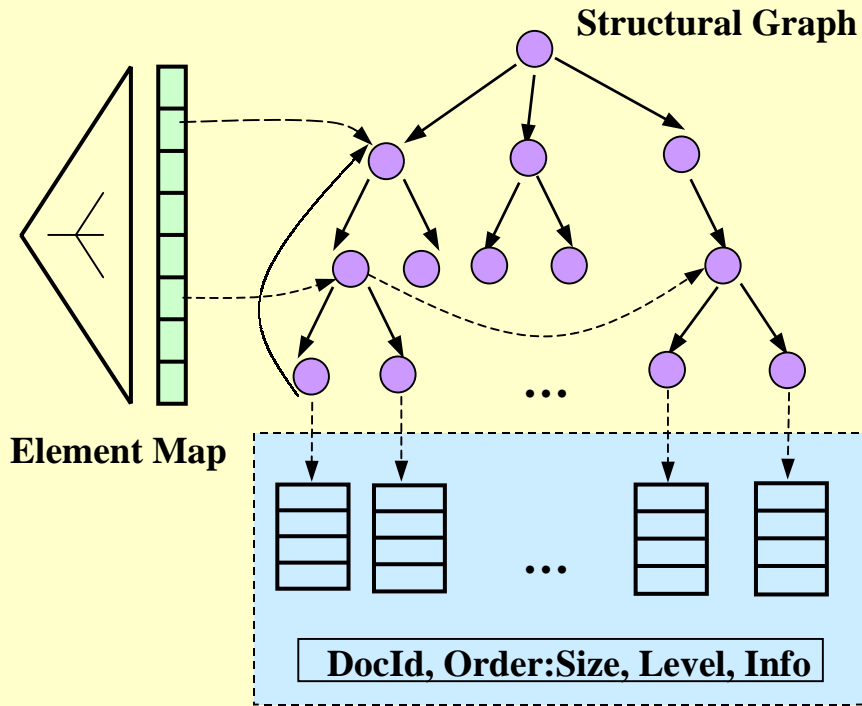 Structural Graph
Element Map
...
...
DocId, Order:Size, Level, Info